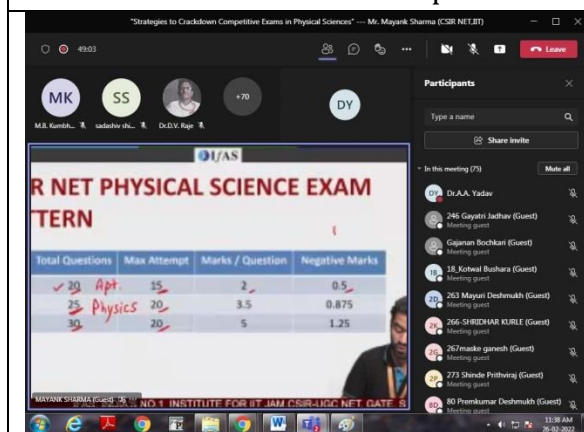 "Strategies to Crackdown Competitive Exams in Physical Sciences" --- Mr. Mayank Sharma (CSIR NET,IIT)
49:03
Leave
MK
SS
+70
DY
M.B. Kumbh...
sadashiv shi...
Dr.D.V. Raje
Participants
Type a name
Share invite
In this meeting (75)
Mute all
DY
Dr.A.A. Yadav
246 Gayatri Jadhav (Guest)
Meeting guest
Gajanan Bochkari (Guest)
Meeting guest
18_Kotwal Bushara (Guest)
Meeting guest
263 Mayuri Deshmukh (Guest)
Meeting guest
266-SHRIDHAR KURLE (Guest)
Meeting guest
267maske ganesh (Guest)
Meeting guest
273 Shinde Prithviraj (Guest)
Meeting guest
80 Premkumar Deshmukh (Guest)
Meeting guest
IFAS
R NET PHYSICAL SCIENCE EXAM
TERN
Total Questions Max Attempt Marks / Question Negative Marks
20 Apt. 15 2 0.5
25 Physics 20 3.5 0.875
30 20 5 1.25
MAYANK SHARMA (Guest)
NO 1 INSTITUTE FOR IIT JAM CSIR-UGC NET, GATE, S
11:38 AM
26-02-2022